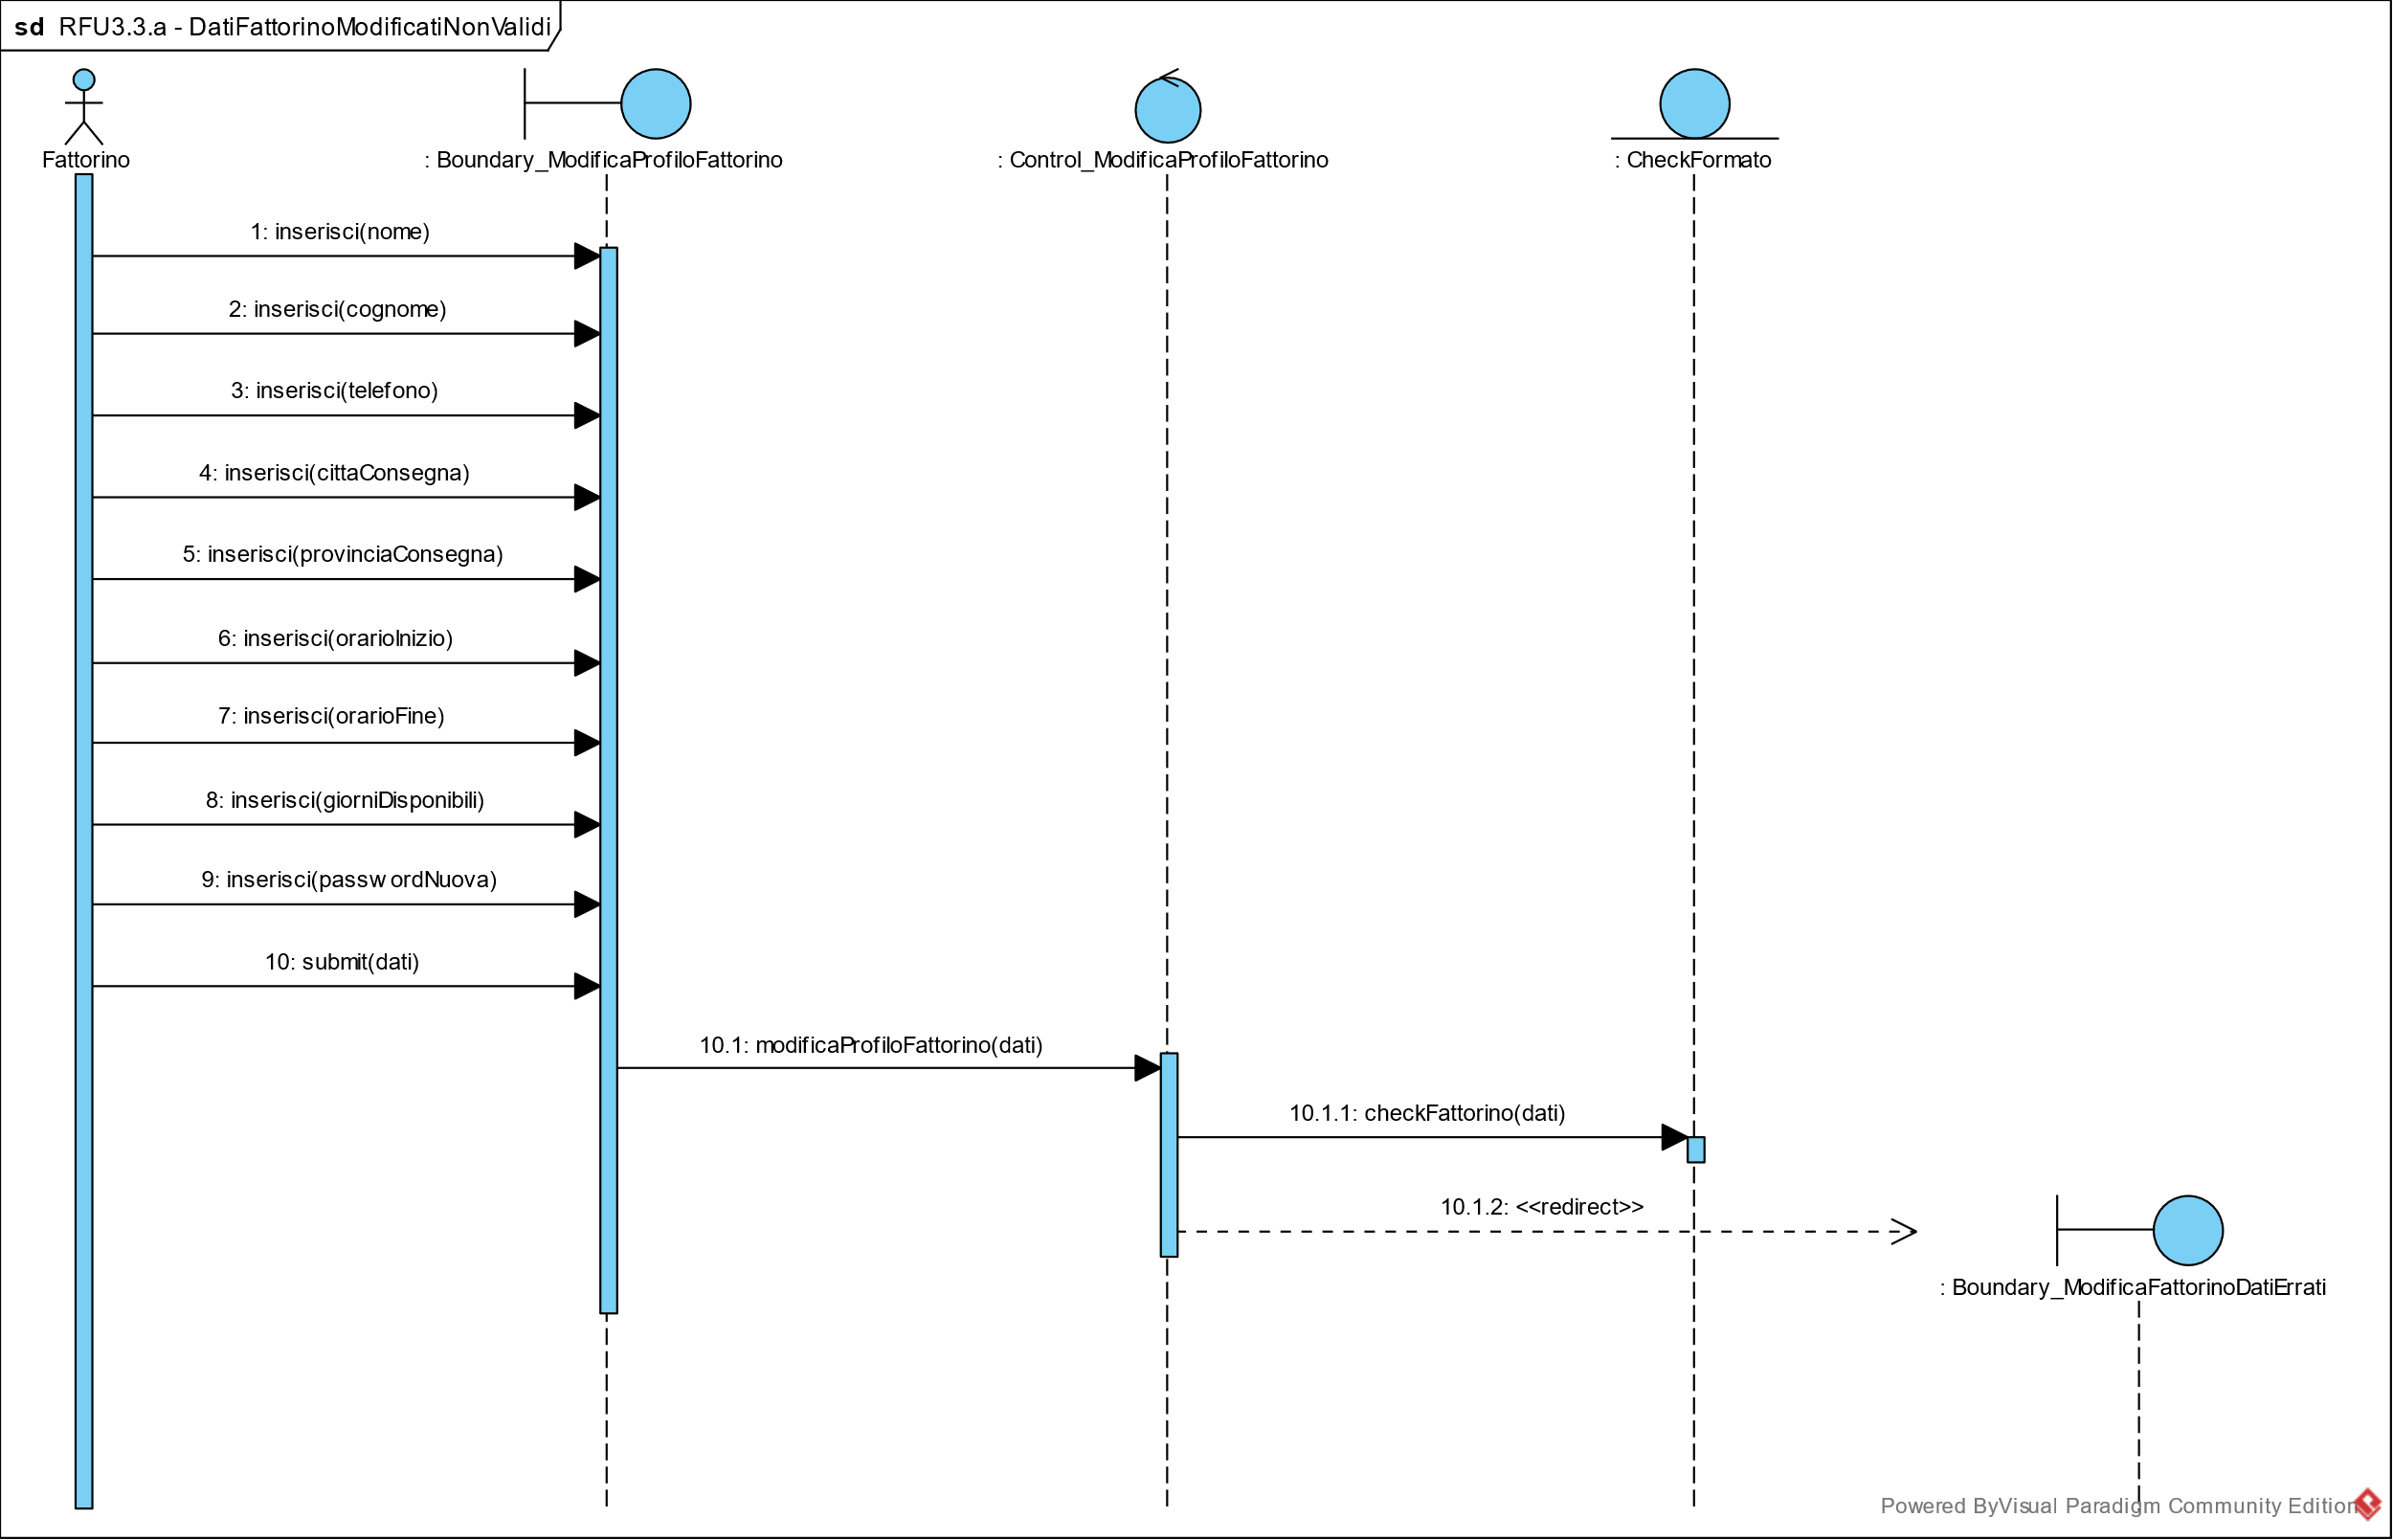 sd RFU3.3.a - DatiFattorinoModificatiNonValidi
Fattorino
: Boundary_ModificaProfiloFattorino
: Control_ModificaProfiloFattorino
: CheckFormato
1: inserisci(nome)
2: inserisci(cognome)
3: inserisci(telefono)
4: inserisci(cittaConsegna)
5: inserisci(provinciaConsegna)
6: inserisci(orarioInizio)
7: inserisci(orarioFine)
8: inserisci(giorniDisponibili)
9: inserisci(passwordNuova)
10: submit(dati)
10.1: modificaProfiloFattorino(dati)
10.1.1: checkFattorino(dati)
10.1.2: <<redirect>>
: Boundary_ModificaFattorinoDatiErrati
Powered ByVisual Paradigm Community Edition